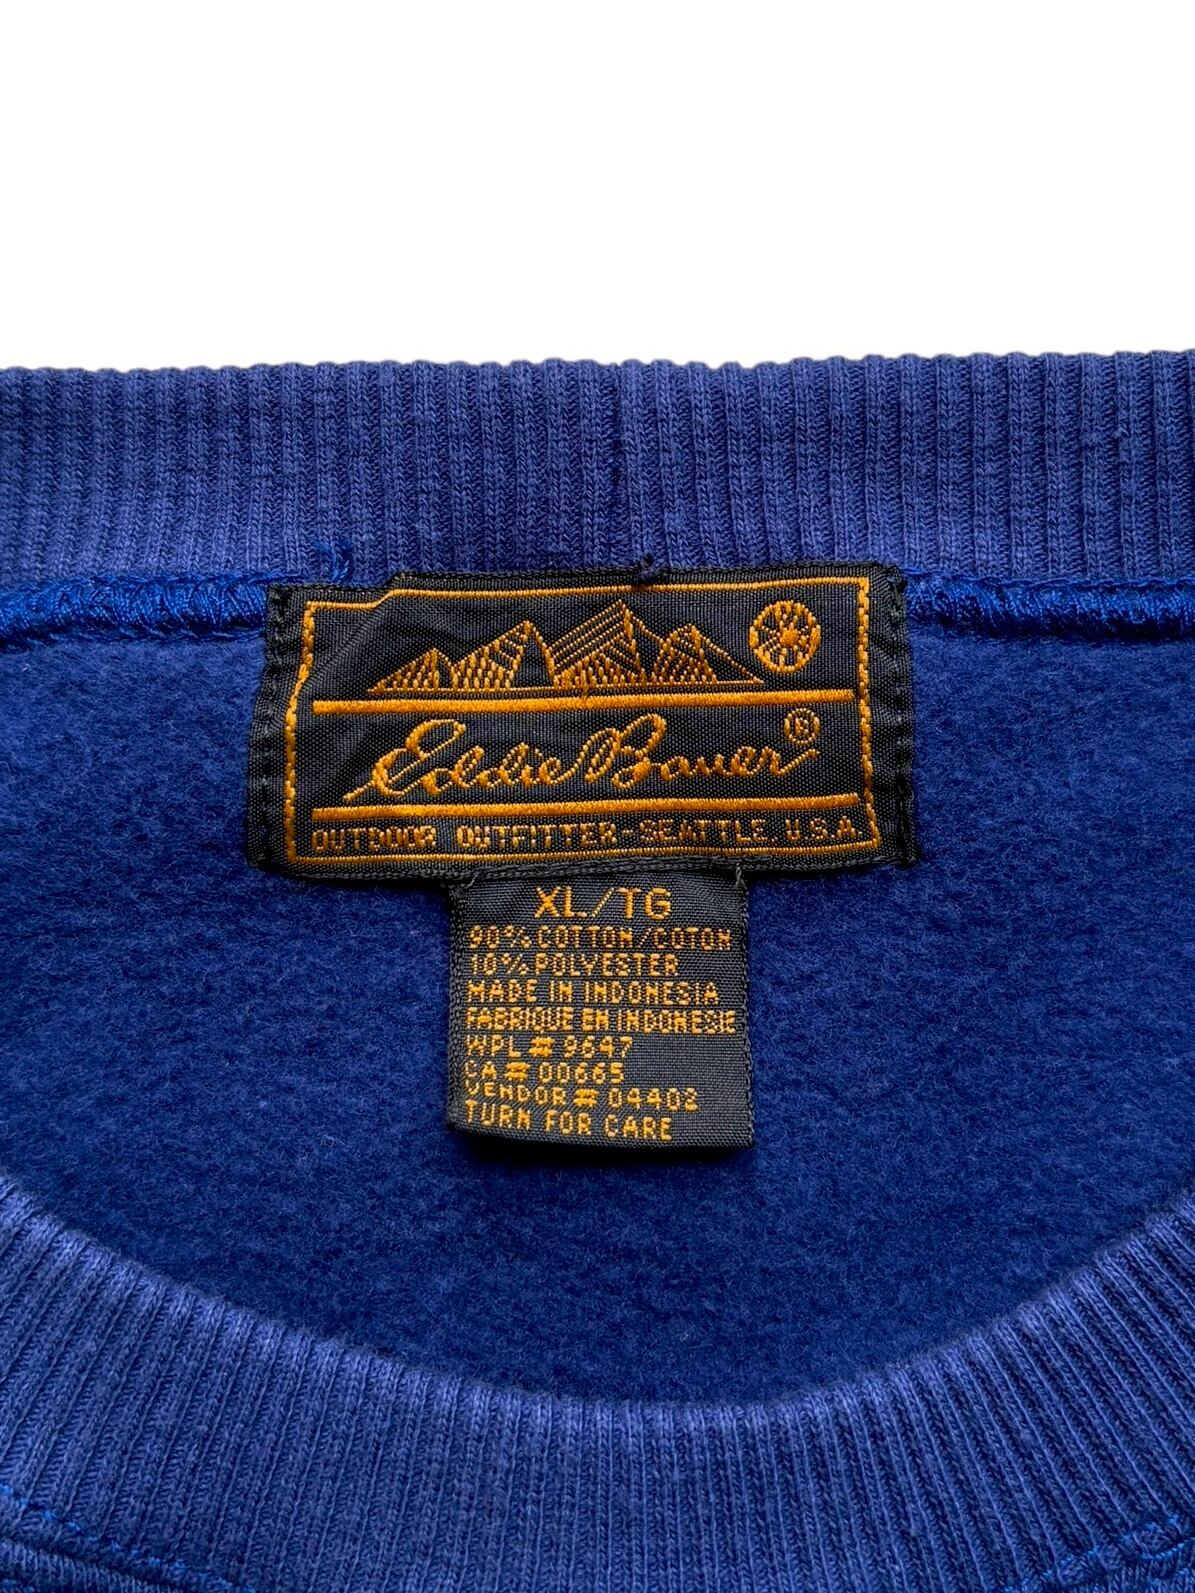 Eddie Bauer®
OUTDOOR OUTFITTER-SEATTLE, U.S.A.
XL/TG
90% COTTON/COTON
10% POLYESTER
MADE IN INDONESIA
FABRIQUE EN INDONESIE
WPL # 9647
CA # 00665
VENDOR # 04402
TURN FOR CARE